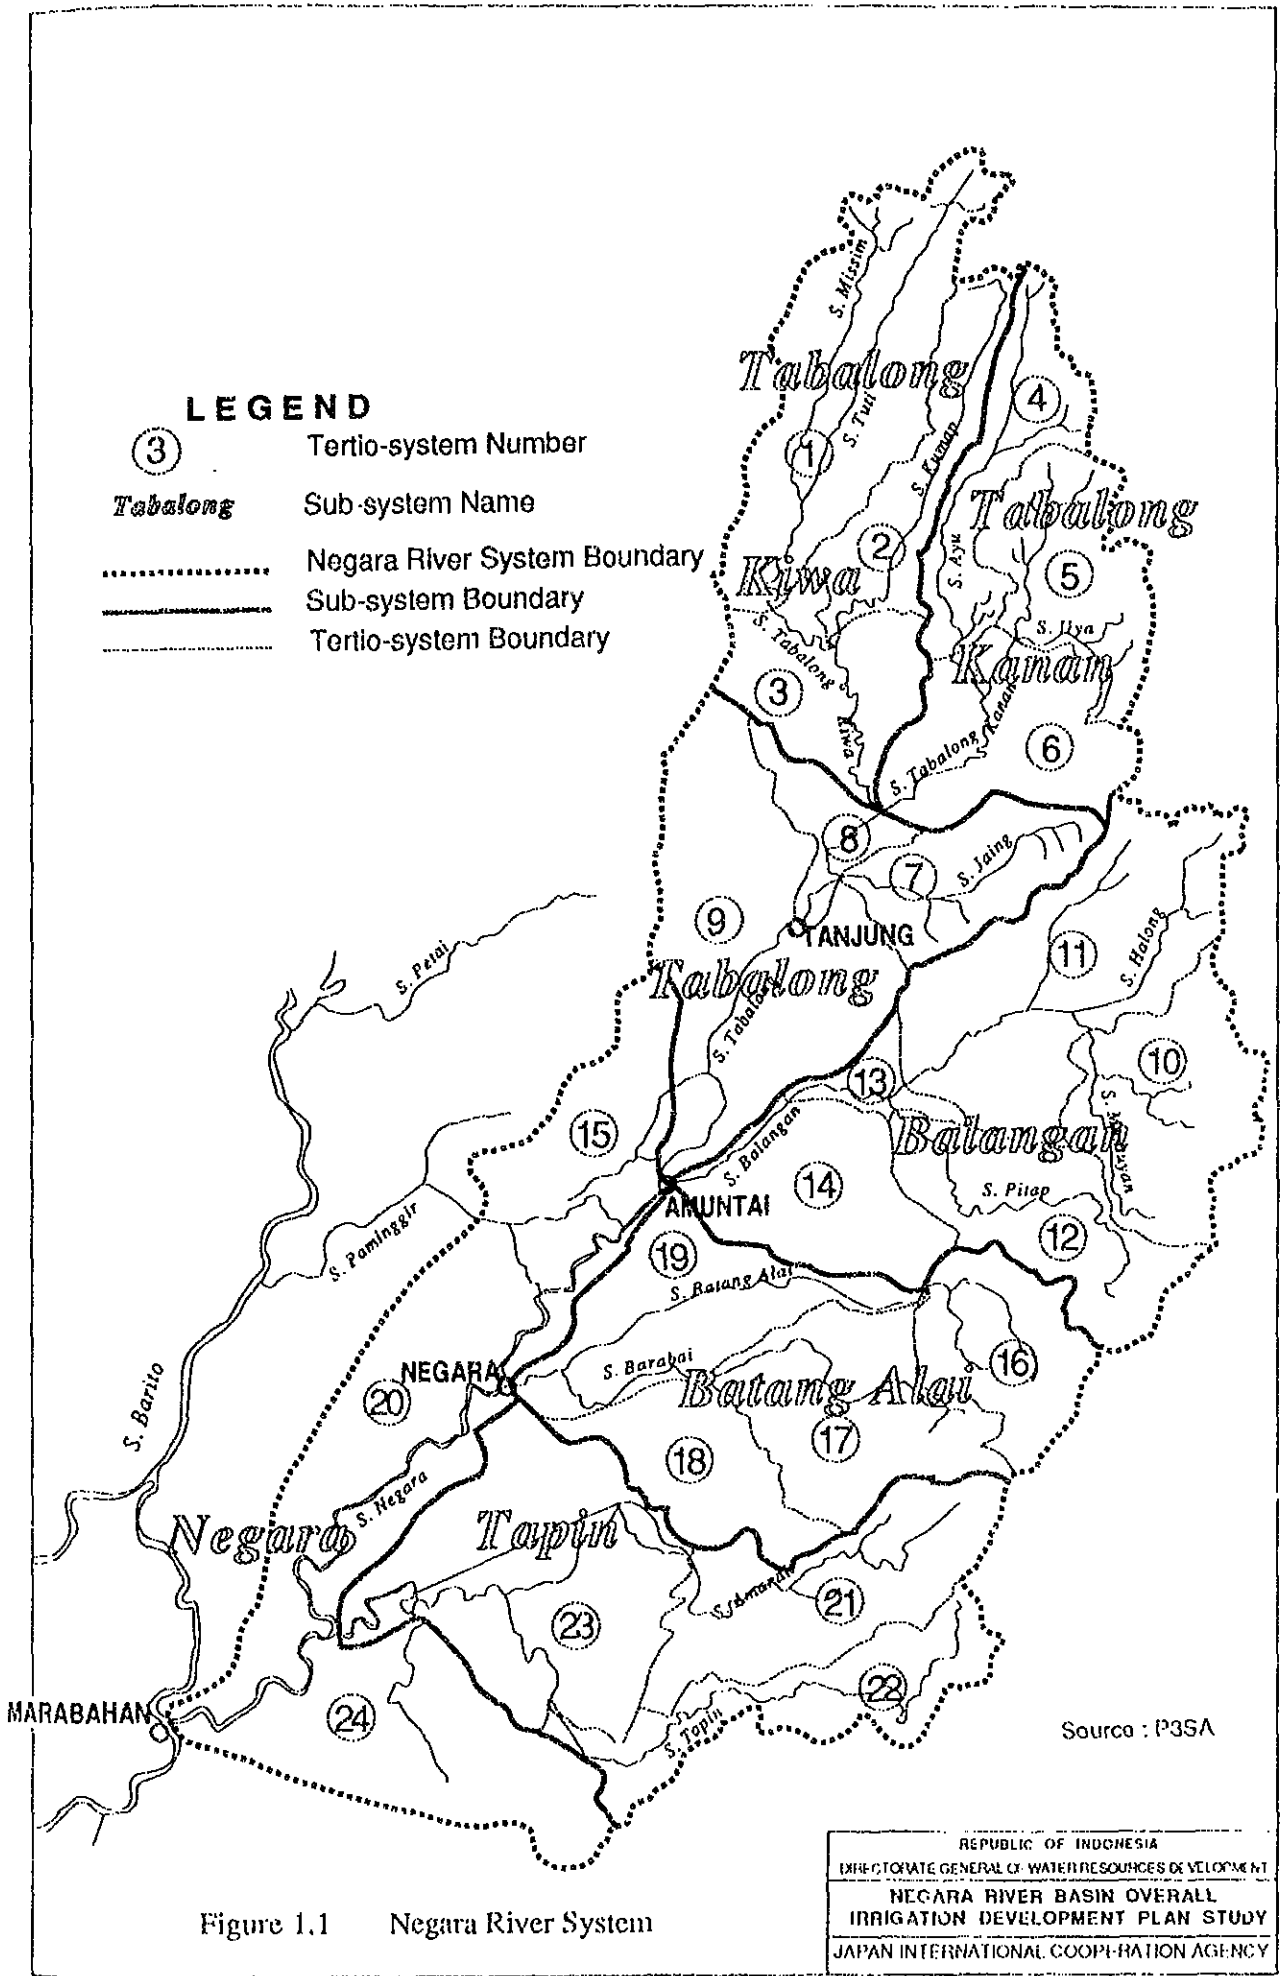 LEGEND
3 Tertio-system Number
Tabalong Sub-system Name
Negara River System Boundary
Sub-system Boundary
Tertio-system Boundary
S. Missim
Tabalong
S. Tuti
4
1
S. Kumap
Tabalong
2
S. Ayu
Kiwa
5
S. Uya
S. Tabalong Kiwa
Kanan
3
S. Tabalong Kanan
6
8
7
S. Jaing
9
TANJUNG
11
S. Halong
S. Petai
Tabalong
S. Tabalong
10
13
15
Balangan
S. Balangan
14
S. Pitap
AMUNTAI
12
S. Paminggir
19
S. Batang Alai
NEGARA
S. Barabai
16
Batang Alai
20
S. Barito
17
18
S. Negara
Negara
Tapin
21
23
22
24
S. Tapin
MARABAHAN
Source : P3SA
REPUBLIC OF INDONESIA
DIRECTORATE GENERAL OF WATER RESOURCES DEVELOPMENT
NEGARA RIVER BASIN OVERALL
IRRIGATION DEVELOPMENT PLAN STUDY
JAPAN INTERNATIONAL COOPERATION AGENCY
Figure 1.1 Negara River System